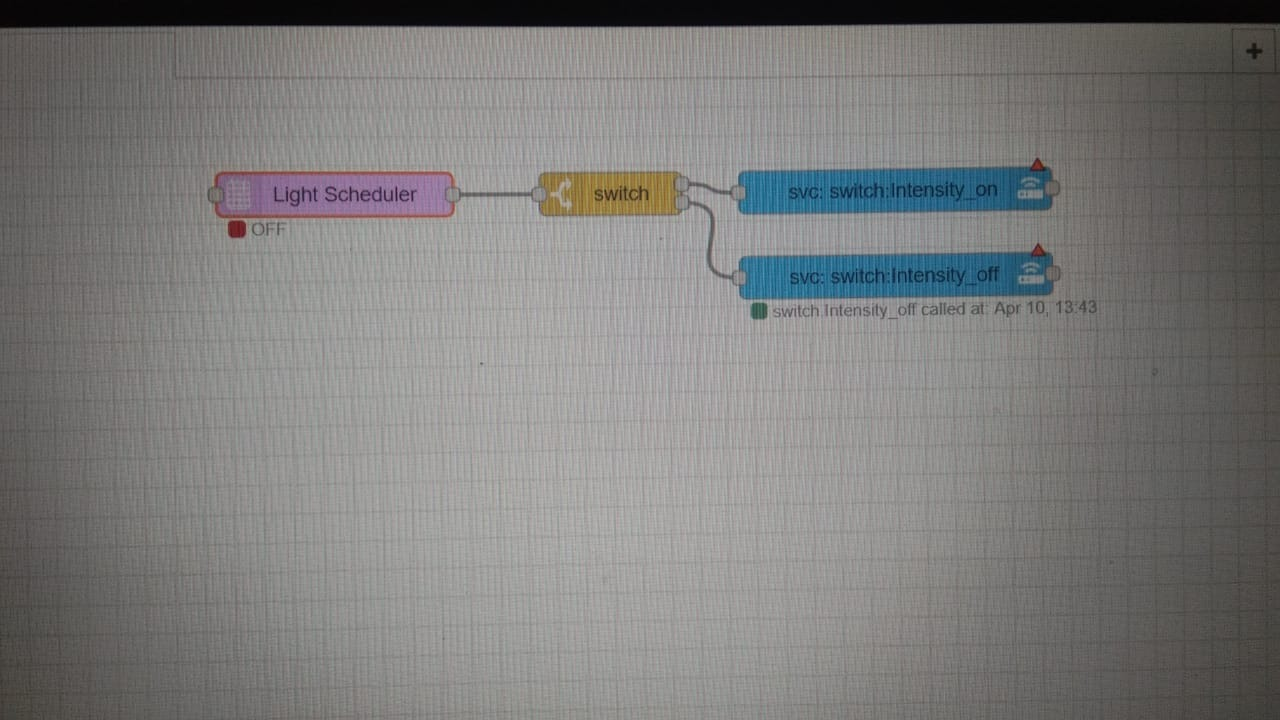 +
Light Scheduler
switch
svc: switch:Intensity_on
OFF
svc: switch:Intensity_off
switch.Intensity_off called at: Apr 10, 13:43